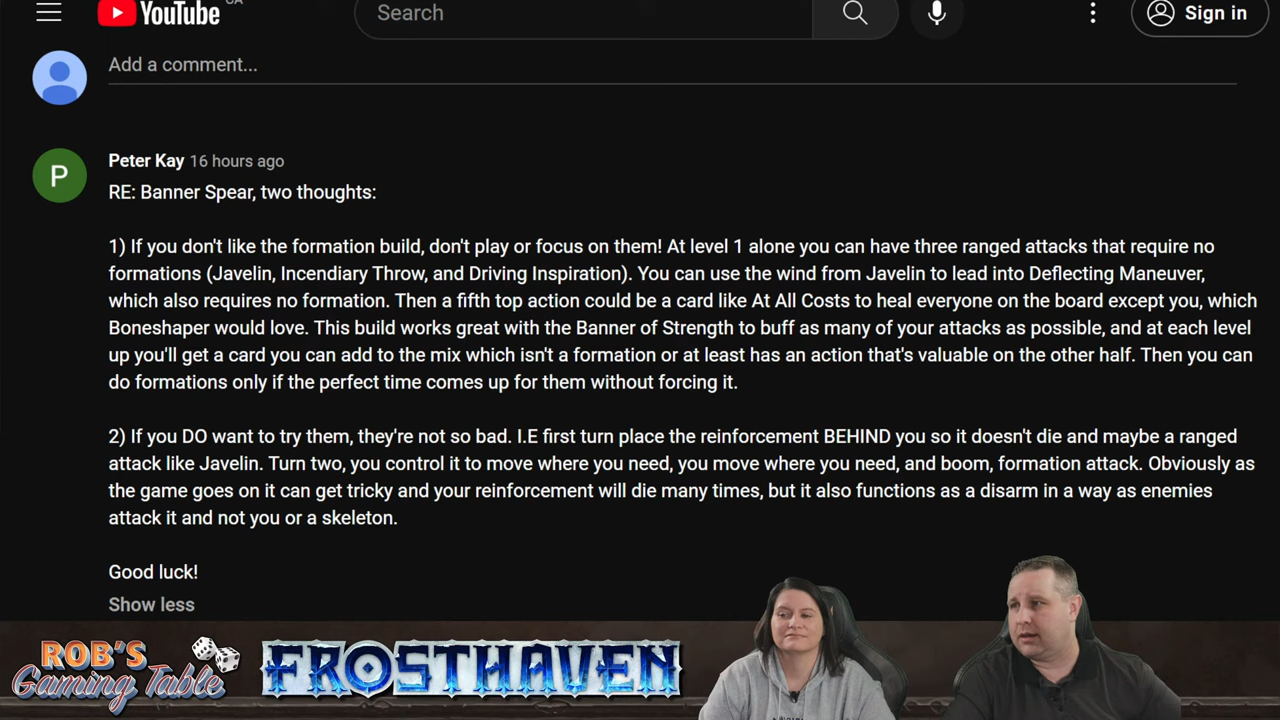 YouTube
CA
Search
Sign in
Add a comment...
P
Peter Kay 16 hours ago
RE: Banner Spear, two thoughts:
1) If you don't like the formation build, don't play or focus on them! At level 1 alone you can have three ranged attacks that require no
formations (Javelin, Incendiary Throw, and Driving Inspiration). You can use the wind from Javelin to lead into Deflecting Maneuver,
which also requires no formation. Then a fifth top action could be a card like At All Costs to heal everyone on the board except you, which
Boneshaper would love. This build works great with the Banner of Strength to buff as many of your attacks as possible, and at each level
up you'll get a card you can add to the mix which isn't a formation or at least has an action that's valuable on the other half. Then you can
do formations only if the perfect time comes up for them without forcing it.
2) If you DO want to try them, they're not so bad. I.E first turn place the reinforcement BEHIND you so it doesn't die and maybe a ranged
attack like Javelin. Turn two, you control it to move where you need, you move where you need, and boom, formation attack. Obviously as
the game goes on it can get tricky and your reinforcement will die many times, but it also functions as a disarm in a way as enemies
attack it and not you or a skeleton.
Good luck!
Show less
ROB'S
Gaming Table
FROSTHAVEN